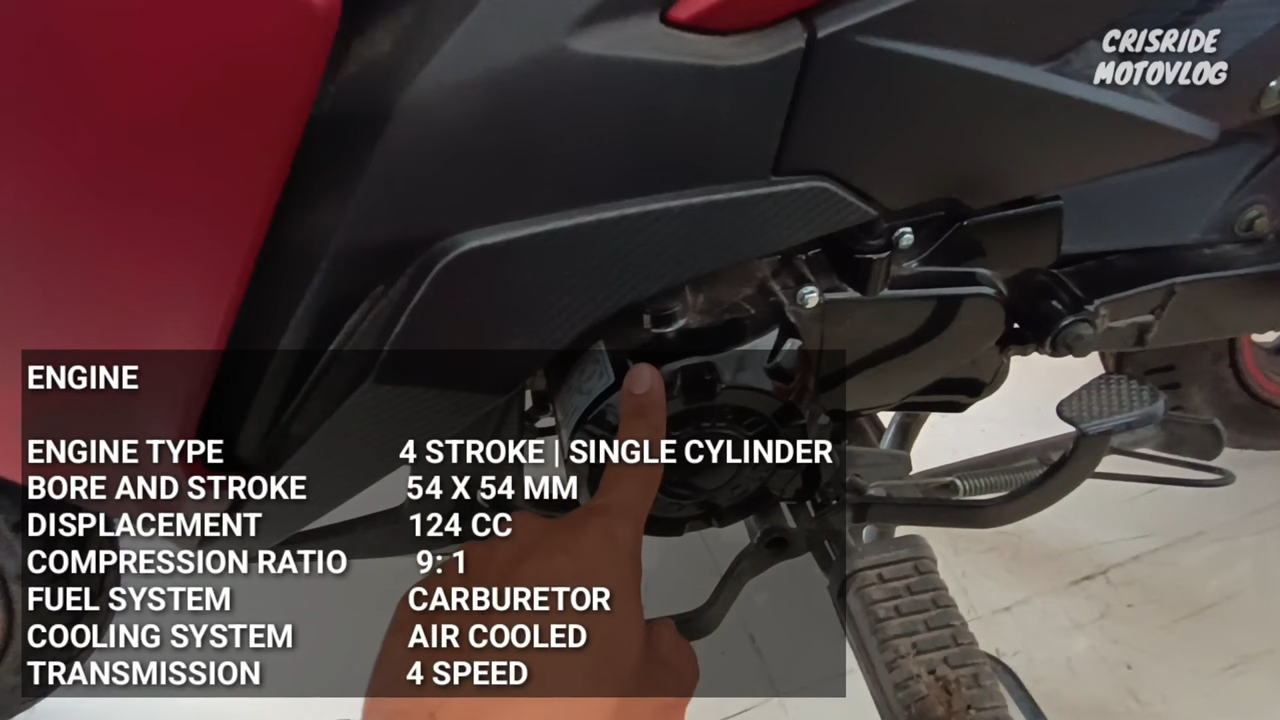 CRISRIDE
MOTOVLOG
ENGINE
ENGINE TYPE 4 STROKE | SINGLE CYLINDER
BORE AND STROKE 54 X 54 MM
DISPLACEMENT 124 CC
COMPRESSION RATIO 9: 1
FUEL SYSTEM CARBURETOR
COOLING SYSTEM AIR COOLED
TRANSMISSION 4 SPEED